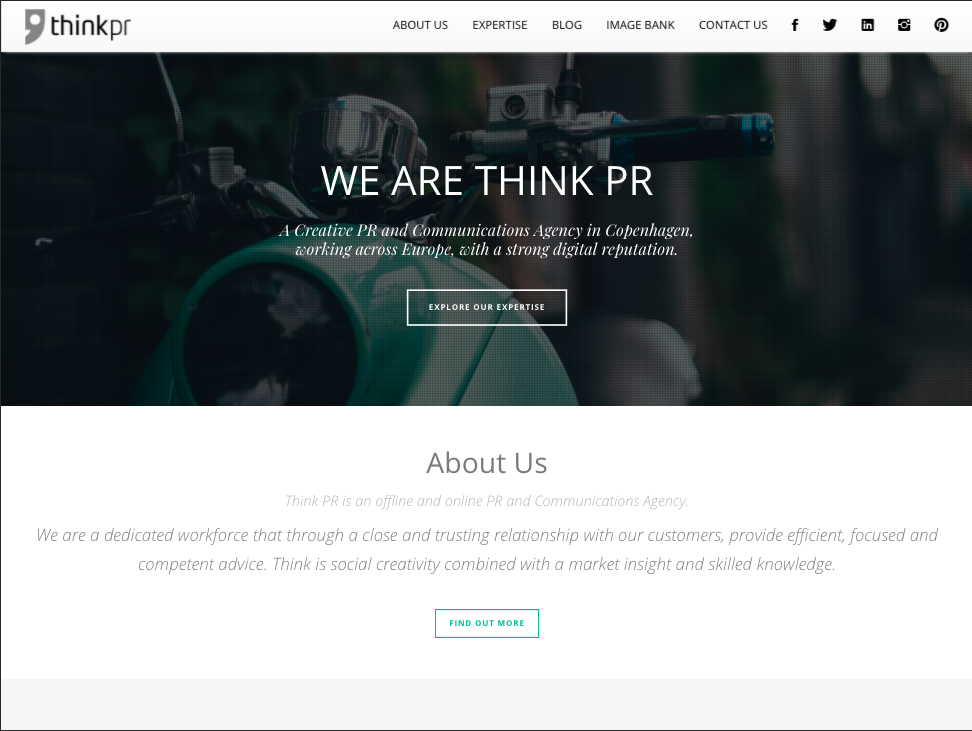 thinkpr
ABOUT US EXPERTISE BLOG IMAGE BANK CONTACT US
WE ARE THINK PR
A Creative PR and Communications Agency in Copenhagen,
working across Europe, with a strong digital reputation.
EXPLORE OUR EXPERTISE
About Us
Think PR is an offline and online PR and Communications Agency.
We are a dedicated workforce that through a close and trusting relationship with our customers, provide efficient, focused and
competent advice. Think is social creativity combined with a market insight and skilled knowledge.
FIND OUT MORE